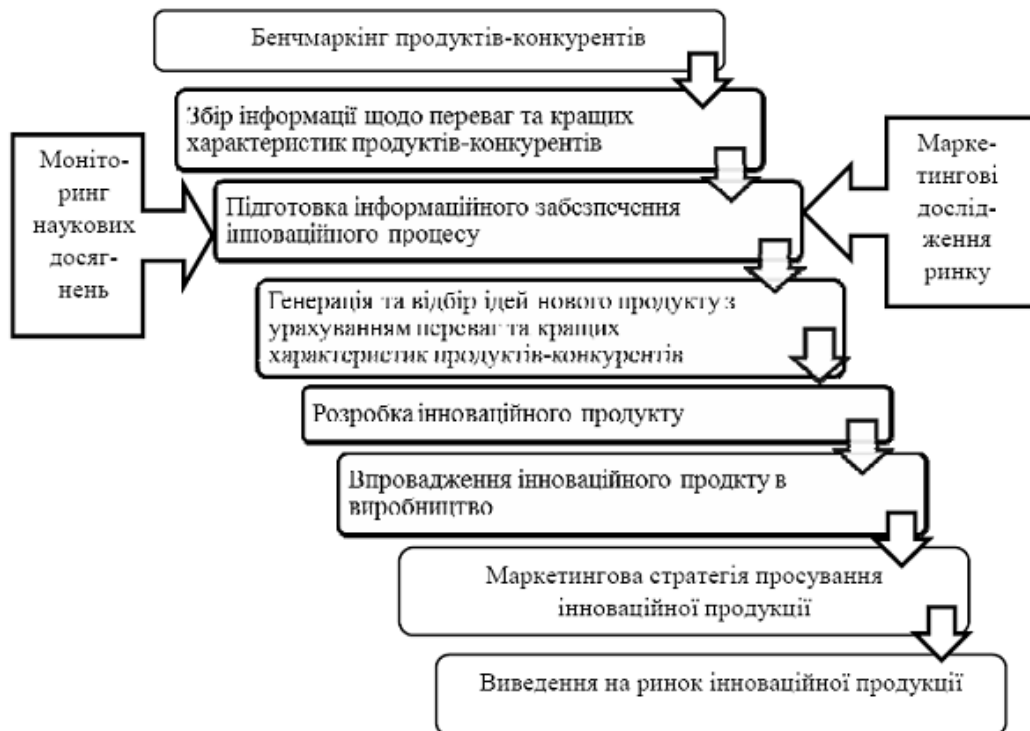 Бенчмаркінг продуктів-конкурентів
Збір інформації щодо переваг та кращих
характеристик продуктів-конкурентів
Моніто-
ринг
наукових
досяг-
нень
Підготовка інформаційного забезпечення
інноваційного процесу
Марке-
тингові
дослід-
ження
ринку
Генерація та відбір ідей нового продукту з
урахуванням переваг та кращих
характеристик продуктів-конкурентів
Розробка інноваційного продукту
Впровадження інноваційного продкту в
виробництво
Маркетингова стратегія просування
інноваційної продукції
Виведення на ринок інноваційної продукції